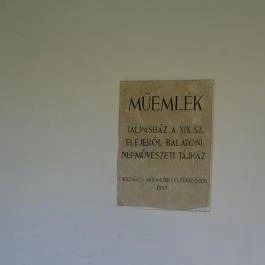 MŰEMLÉK
TALPASHÁZ A XIX. SZ.
ELEJÉRŐL BALATONI
NÉPMŰVÉSZETI TÁJHÁZ
ORSZÁGOS MŰEMLÉKI FELÜGYELŐSÉG